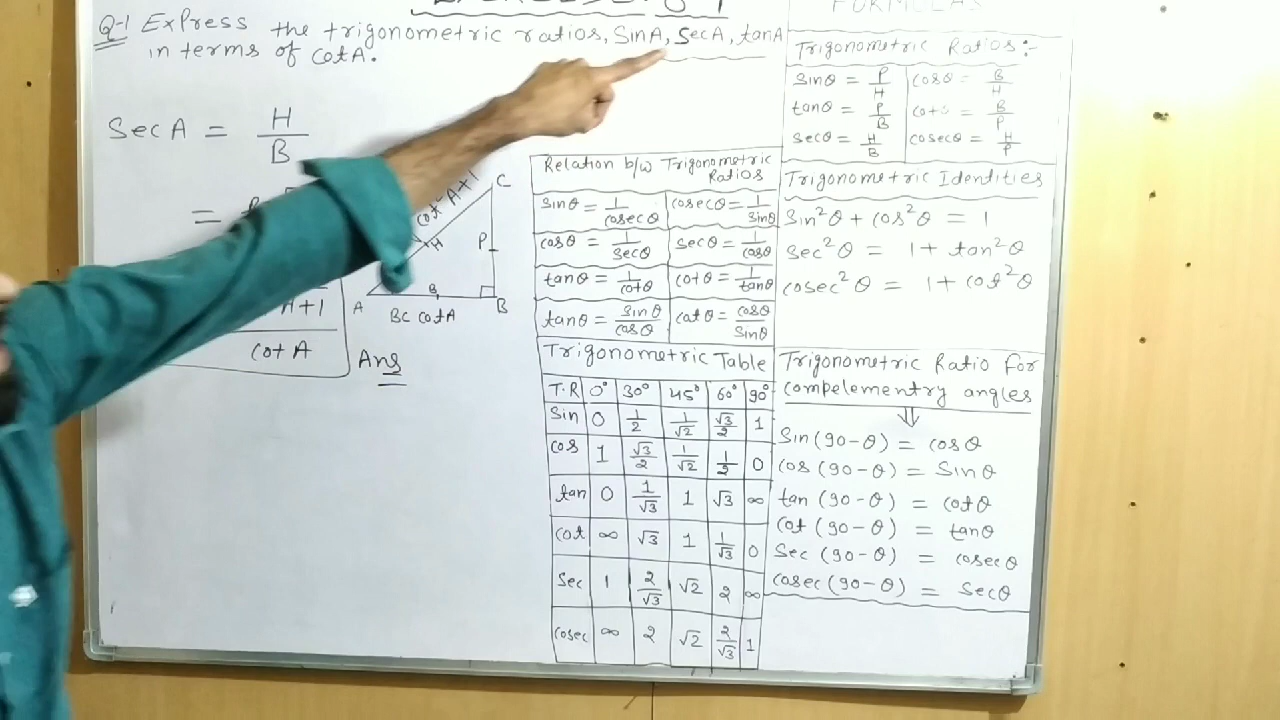 Q-1 Express the trigonometric ratios, SinA, SecA, tanA
in terms of CotA.
Sec A = H/B
=
A+1
Cot A
Ans
C
P
H
A
B
B
BC CotA
Relation b/w Trigonometric
Ratios
Sinθ = 1/cosecθ cosecθ = 1/Sinθ
cosθ = 1/Secθ Secθ = 1/cosθ
tanθ = 1/cotθ cotθ = 1/tanθ
tanθ = Sinθ/cosθ cotθ = cosθ/Sinθ
Trigonometric Table
T.R 0° 30° 45° 60° 90°
Sin 0 1/2 1/√2 √3/2 1
cos 1 √3/2 1/√2 1/2 0
tan 0 1/√3 1 √3 ∞
Cot ∞ √3 1 1/√3 0
Sec 1 2/√3 √2 2 ∞
Cosec ∞ 2 √2 2/√3 1
Trigonometric Ratios:-
Sinθ = P/H cosθ = B/H
tanθ = P/B cotθ = B/P
Secθ = H/B cosecθ = H/P
Trigonometric Identities
Sin²θ + cos²θ = 1
Sec²θ = 1 + tan²θ
cosec²θ = 1 + cot²θ
Trigonometric Ratio For
compelementry angles
⇓
Sin (90-θ) = cosθ
cos (90-θ) = Sinθ
tan (90-θ) = cotθ
Cot (90-θ) = tanθ
Sec (90-θ) = cosecθ
Cosec (90-θ) = Secθ